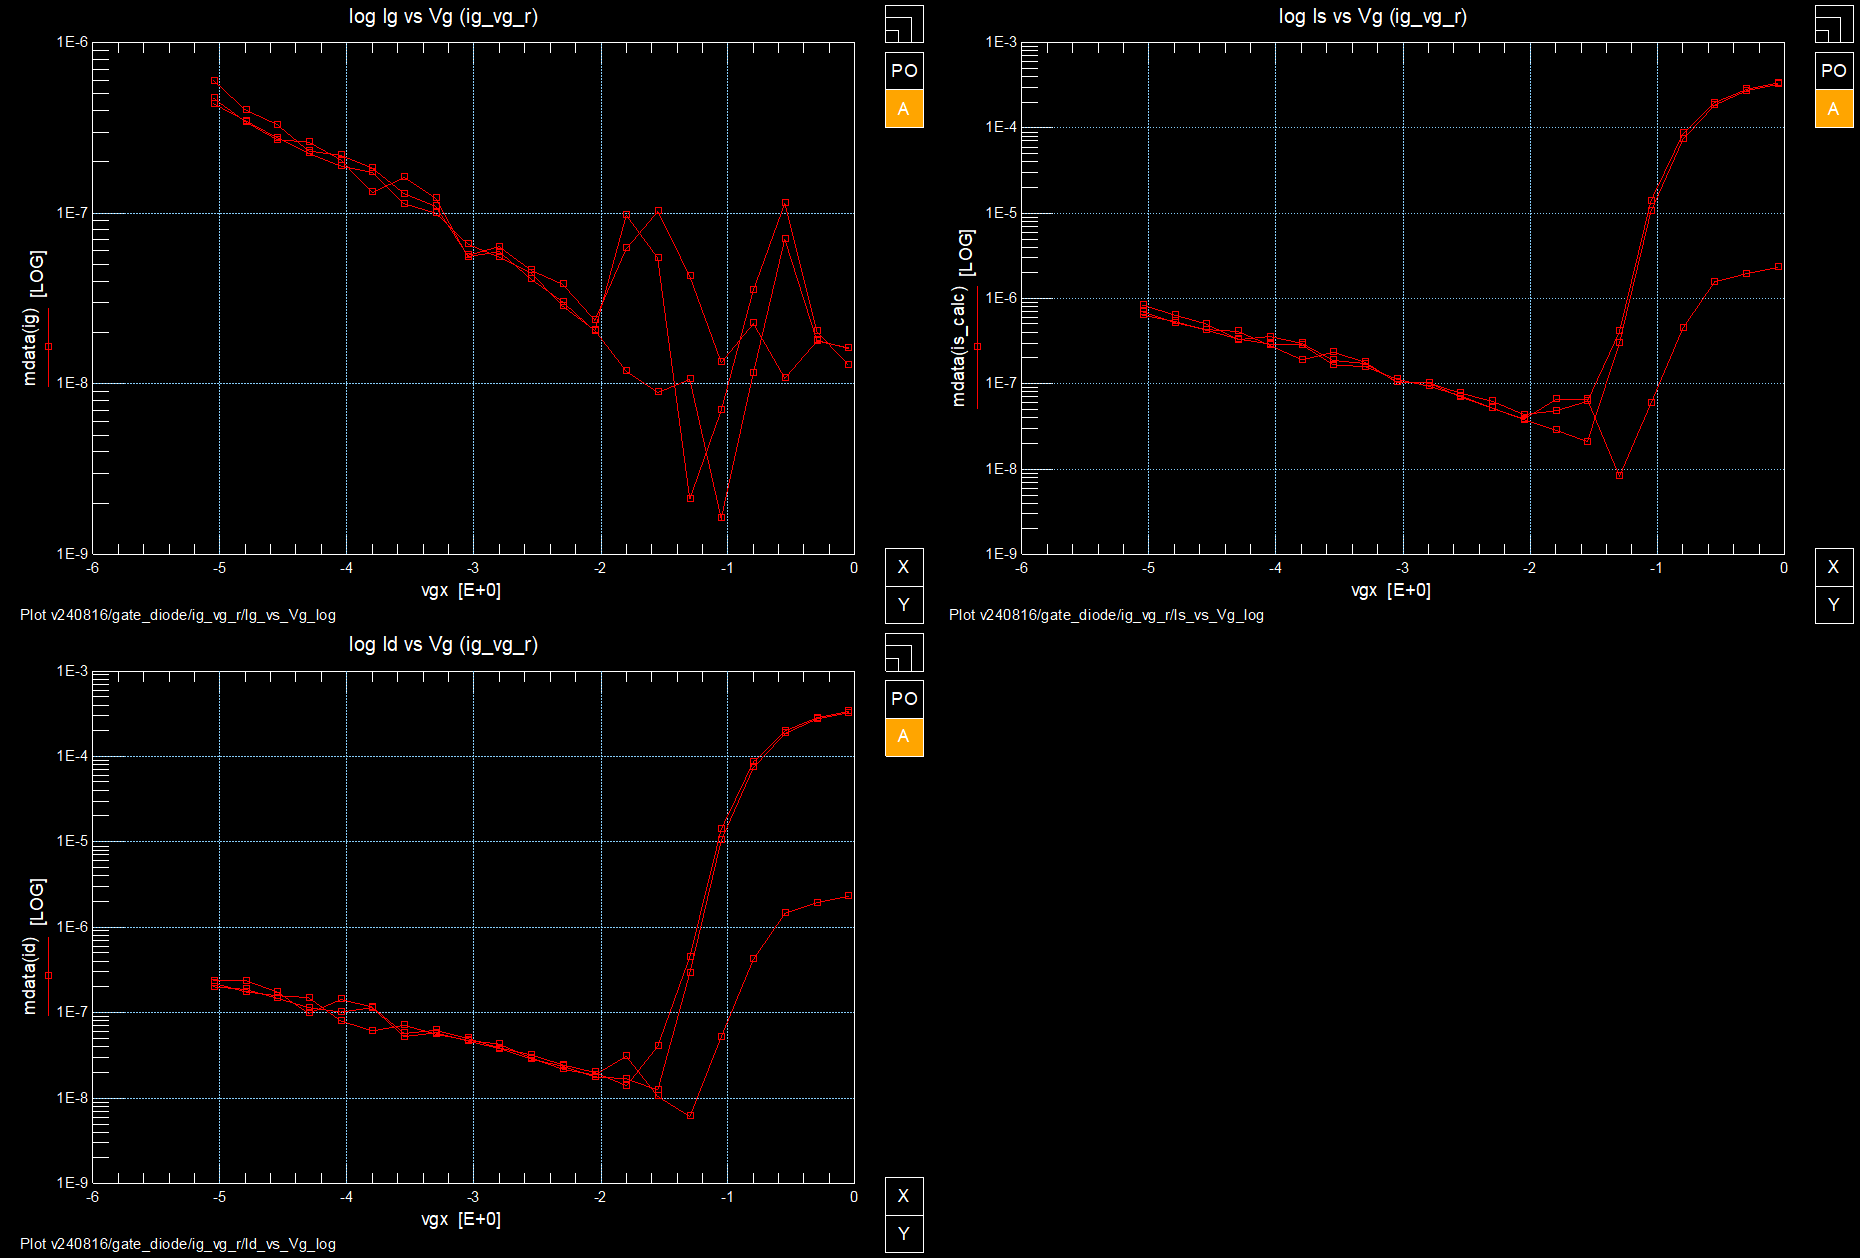 log Ig vs Vg (ig_vg_r)
PO
A
1E-6
1E-7
1E-8
1E-9
mdata(ig) [LOG]
-6 -5 -4 -3 -2 -1 0
vgx [E+0]
X
Y
Plot v240816/gate_diode/ig_vg_r/Ig_vs_Vg_log
log Is vs Vg (ig_vg_r)
PO
A
1E-3
1E-4
1E-5
1E-6
1E-7
1E-8
1E-9
mdata(is_calc) [LOG]
-6 -5 -4 -3 -2 -1 0
vgx [E+0]
X
Y
Plot v240816/gate_diode/ig_vg_r/Is_vs_Vg_log
log Id vs Vg (ig_vg_r)
PO
A
1E-3
1E-4
1E-5
1E-6
1E-7
1E-8
1E-9
mdata(id) [LOG]
-6 -5 -4 -3 -2 -1 0
vgx [E+0]
X
Y
Plot v240816/gate_diode/ig_vg_r/Id_vs_Vg_log